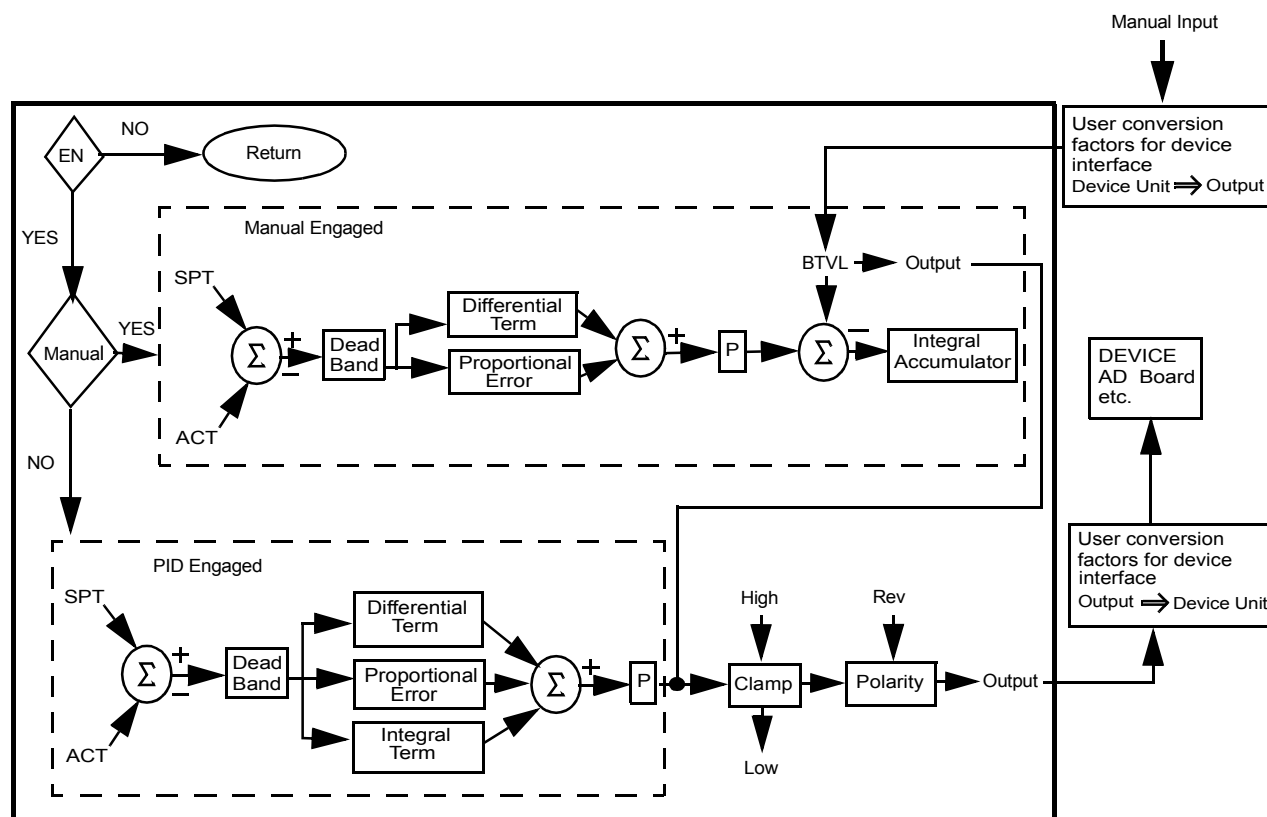 Manual Input
User conversion
factors for device
interface
Device Unit ⇒ Output
EN
NO
Return
YES
Manual Engaged
BTVL
Output
SPT
Manual
YES
Σ
+
−
Dead
Band
Differential
Term
Proportional
Error
Σ
+
P
Σ
−
Integral
Accumulator
ACT
NO
DEVICE
AD Board
etc.
PID Engaged
SPT
Σ
+
−
Dead
Band
Differential
Term
Proportional
Error
Integral
Term
Σ
+
P
ACT
High
Clamp
Low
Rev
Polarity
Output
User conversion
factors for device
interface
Output ⇒ Device Unit